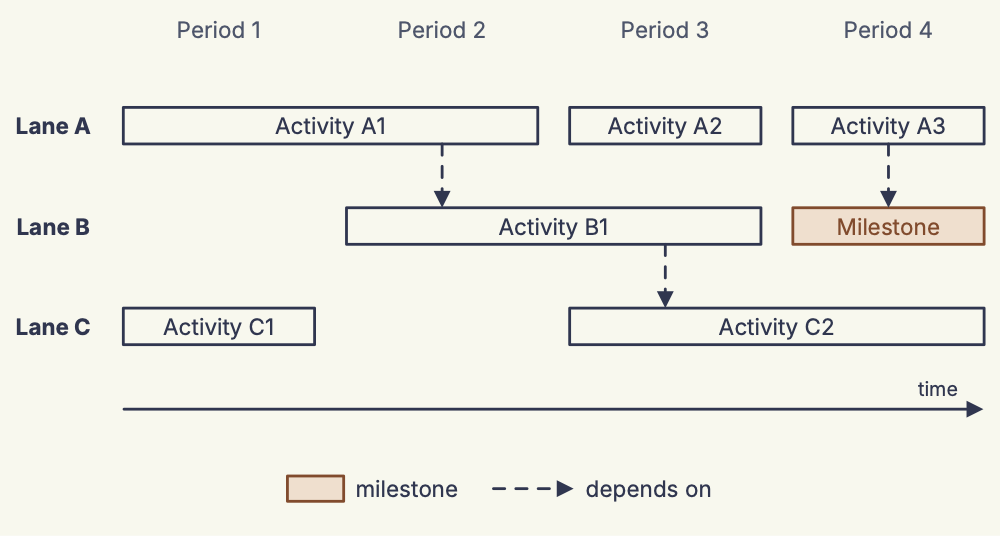 Period 1
Period 2
Period 3
Period 4
Lane A
Activity A1
Activity A2
Activity A3
Lane B
Activity B1
Milestone
Lane C
Activity C1
Activity C2
time
milestone
depends on